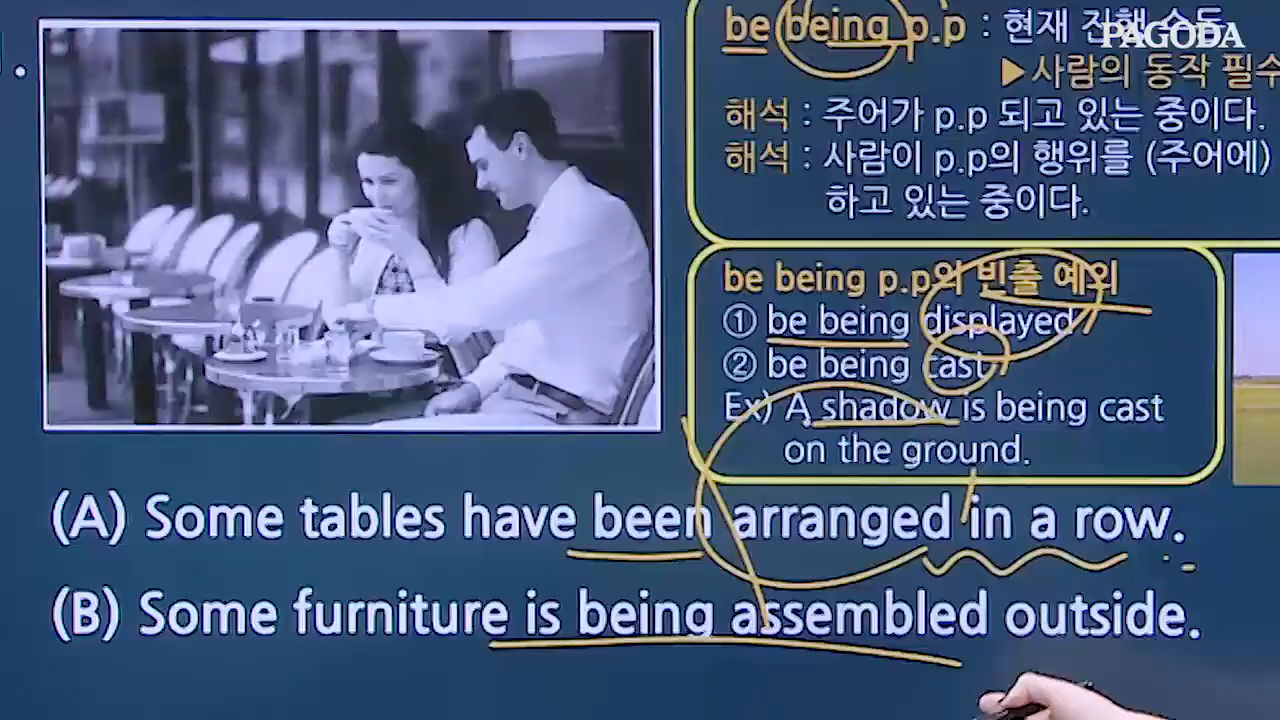 be being p.p : 현재 진행 수동
PAGODA
▶사람의 동작 필수
해석 : 주어가 p.p 되고 있는 중이다.
해석 : 사람이 p.p의 행위를 (주어에)
하고 있는 중이다.
be being p.p의 빈출 예외
① be being displayed
② be being cast
Ex) A shadow is being cast
on the ground.
(A) Some tables have been arranged in a row.
(B) Some furniture is being assembled outside.